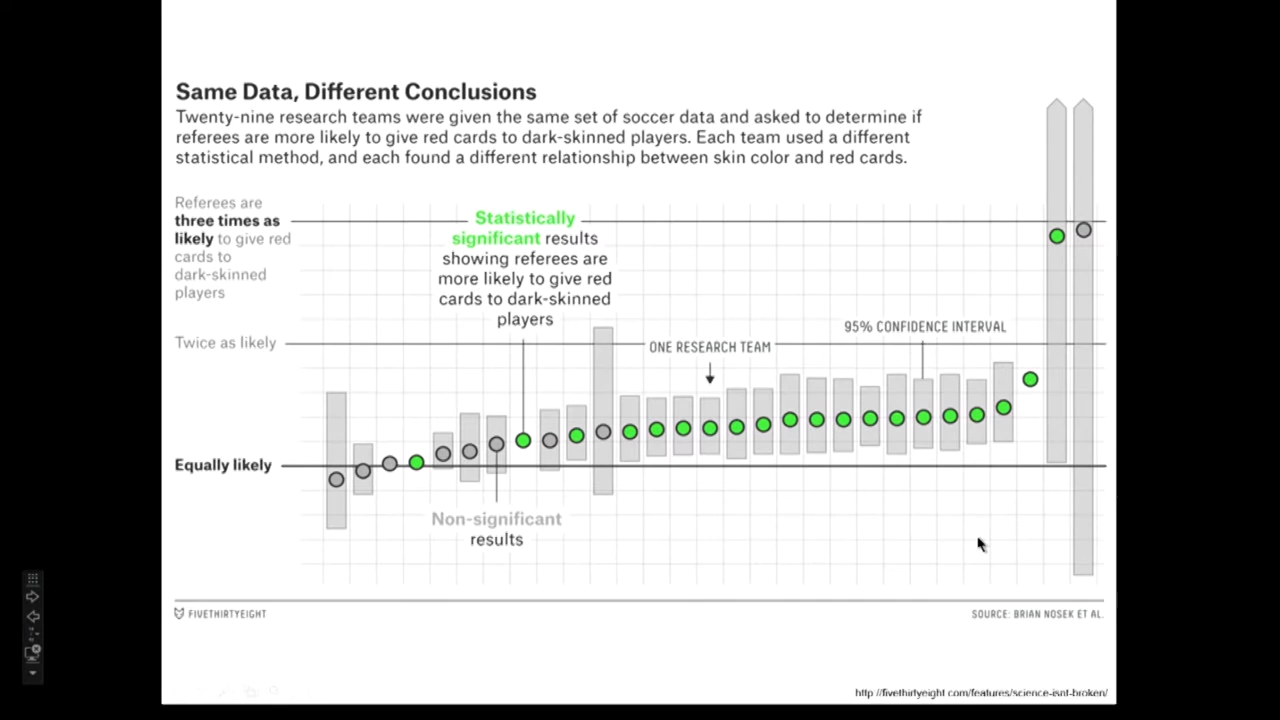 Same Data, Different Conclusions
Twenty-nine research teams were given the same set of soccer data and asked to determine if
referees are more likely to give red cards to dark-skinned players. Each team used a different
statistical method, and each found a different relationship between skin color and red cards.
Referees are
three times as
likely to give red
cards to
dark-skinned
players
Statistically
significant results
showing referees are
more likely to give red
cards to dark-skinned
players
Twice as likely
ONE RESEARCH TEAM
95% CONFIDENCE INTERVAL
Equally likely
Non-significant
results
FIVETHIRTYEIGHT
SOURCE: BRIAN NOSEK ET AL.
http://fivethirtyeight.com/features/science-isnt-broken/